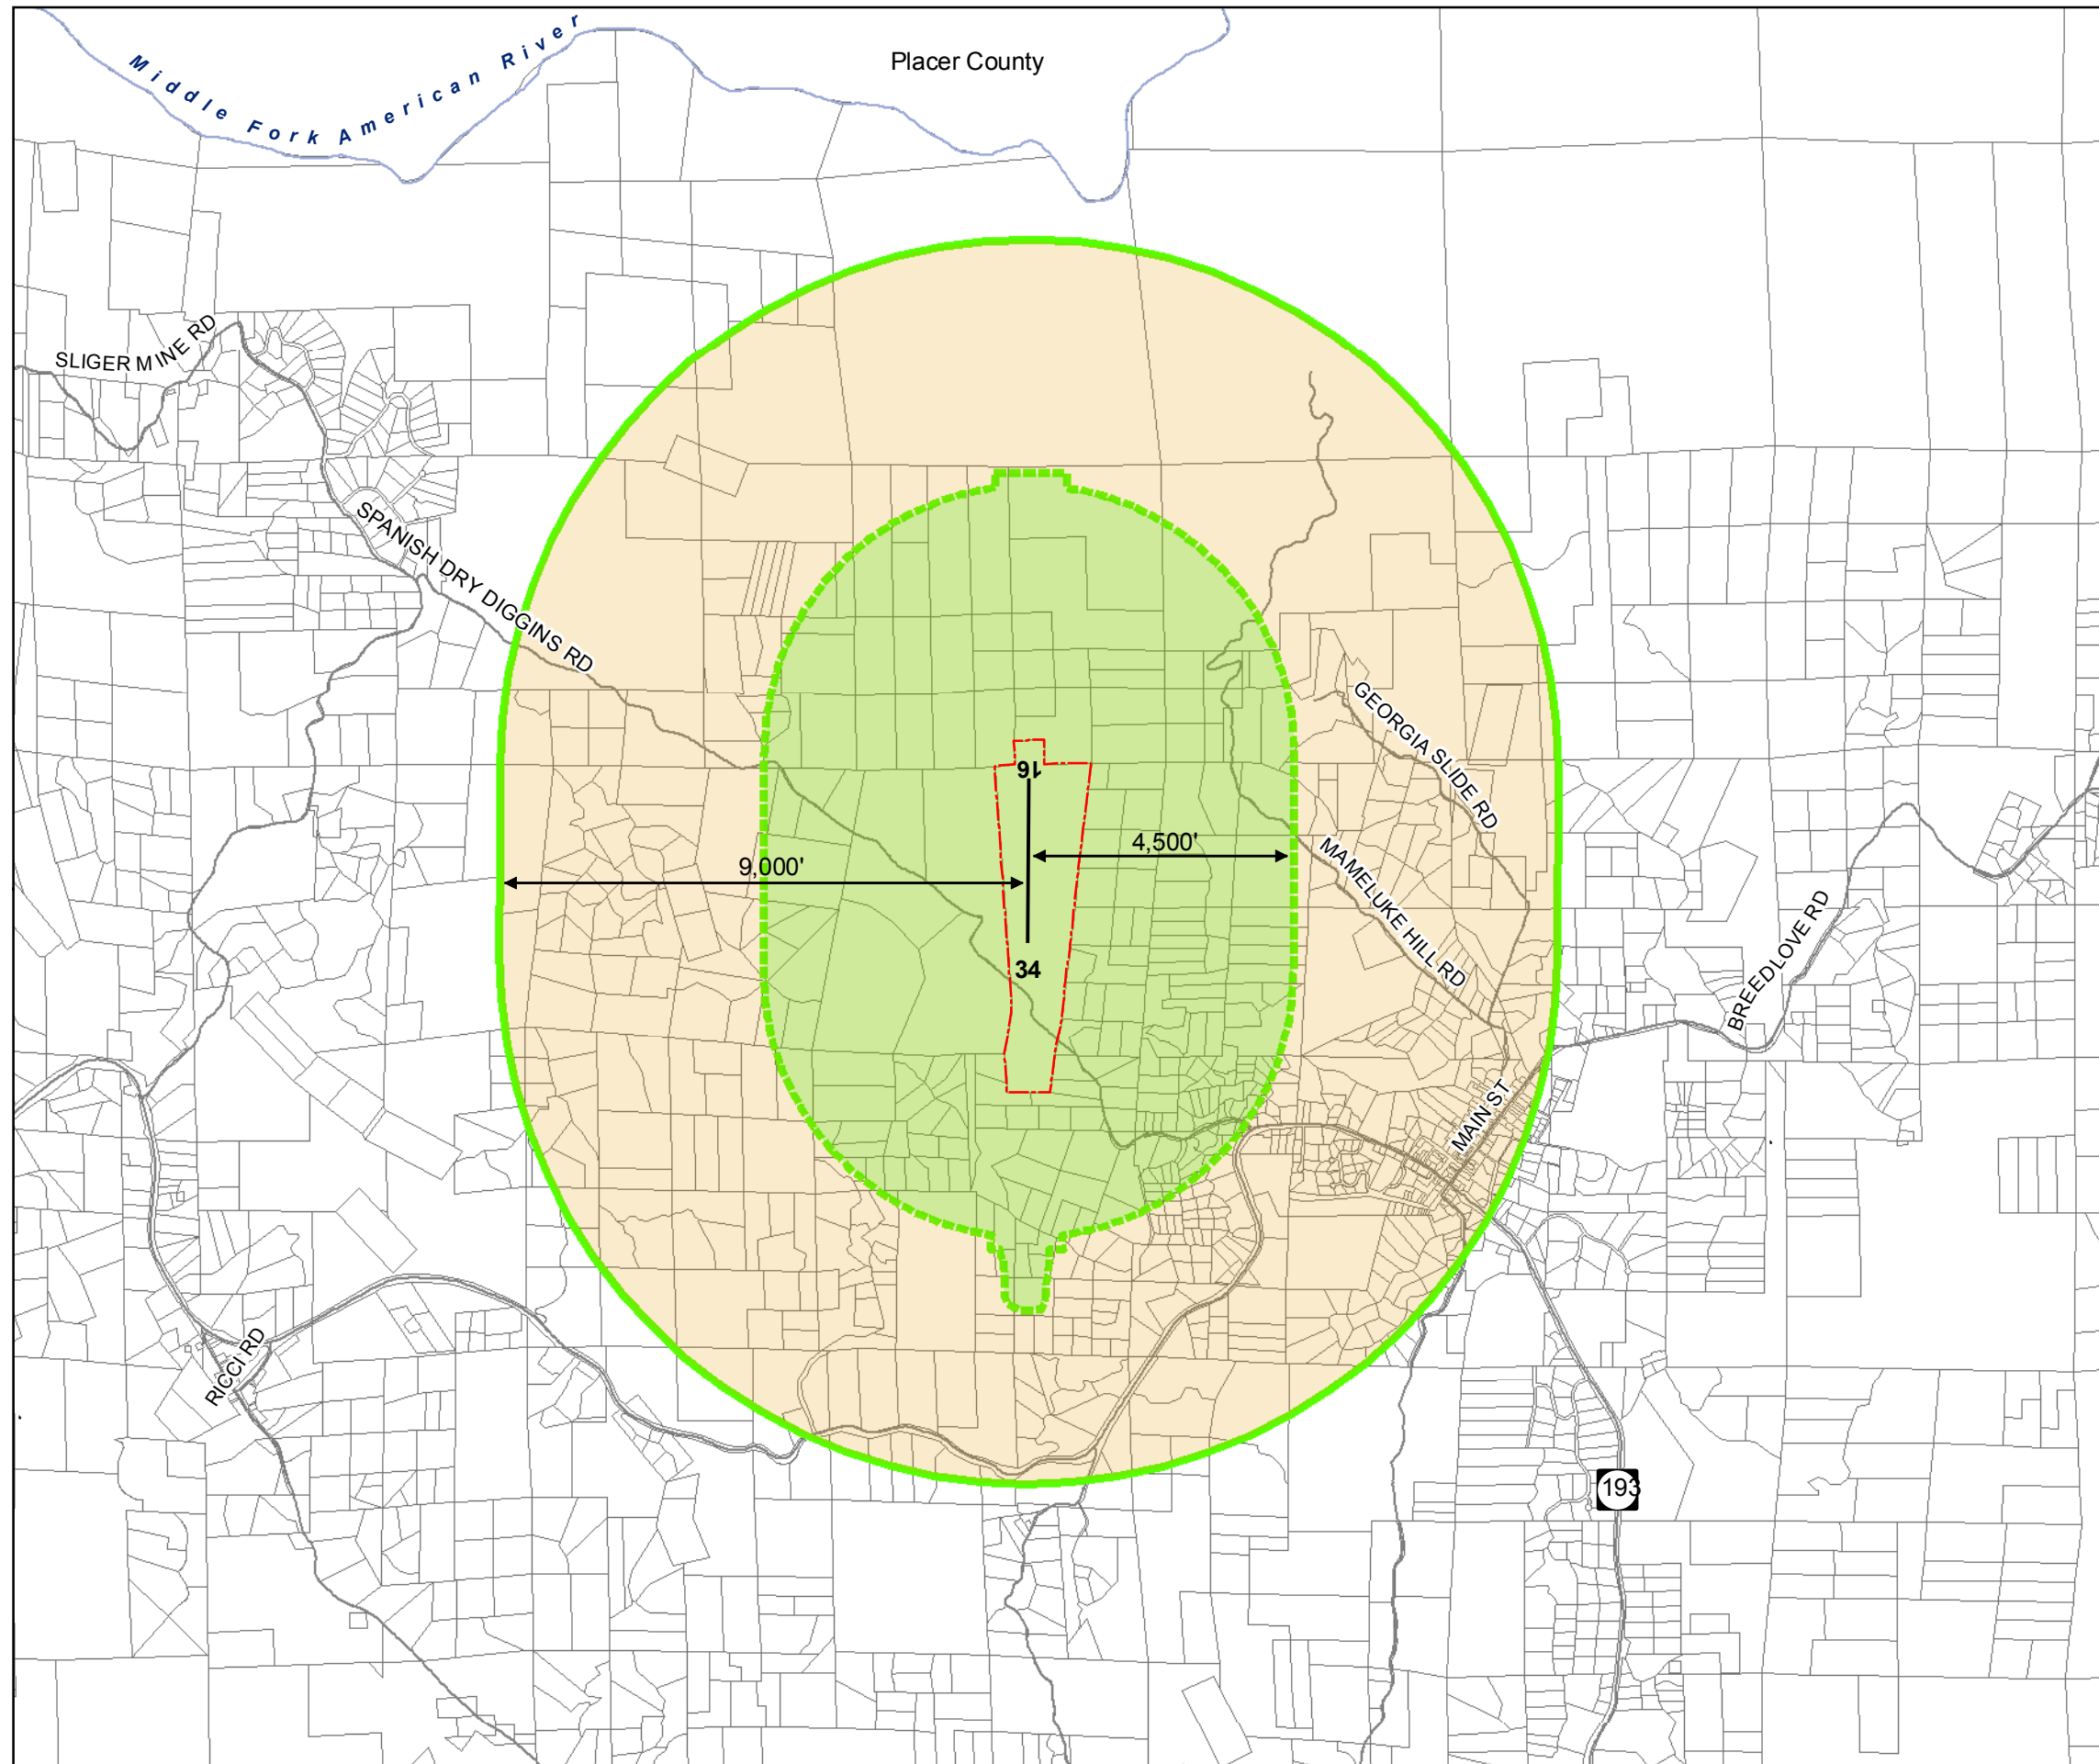 Middle Fork American River
Placer County
SLIGER MINE RD
SPANISH DRY DIGGINS RD
GEORGIA SLIDE RD
16
4,500'
9,000'
MAMELUKE HILL RD
34
BREEDLOVE RD
MAIN ST
RICCI RD
193